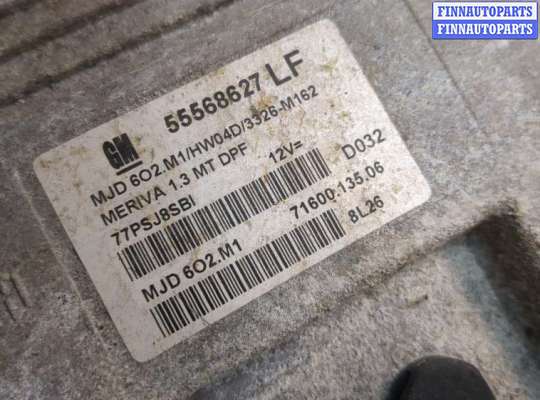 FINNAUTOPARTS
FINNAUTOPARTS
GM
55568627 LF
MJD 6O2.M1/HW04D/3326-M162
MERIVA 1.3 MT DPF 12V= D032
77PSJ8SBI 71600.135.06
MJD 6O2.M1 8L26